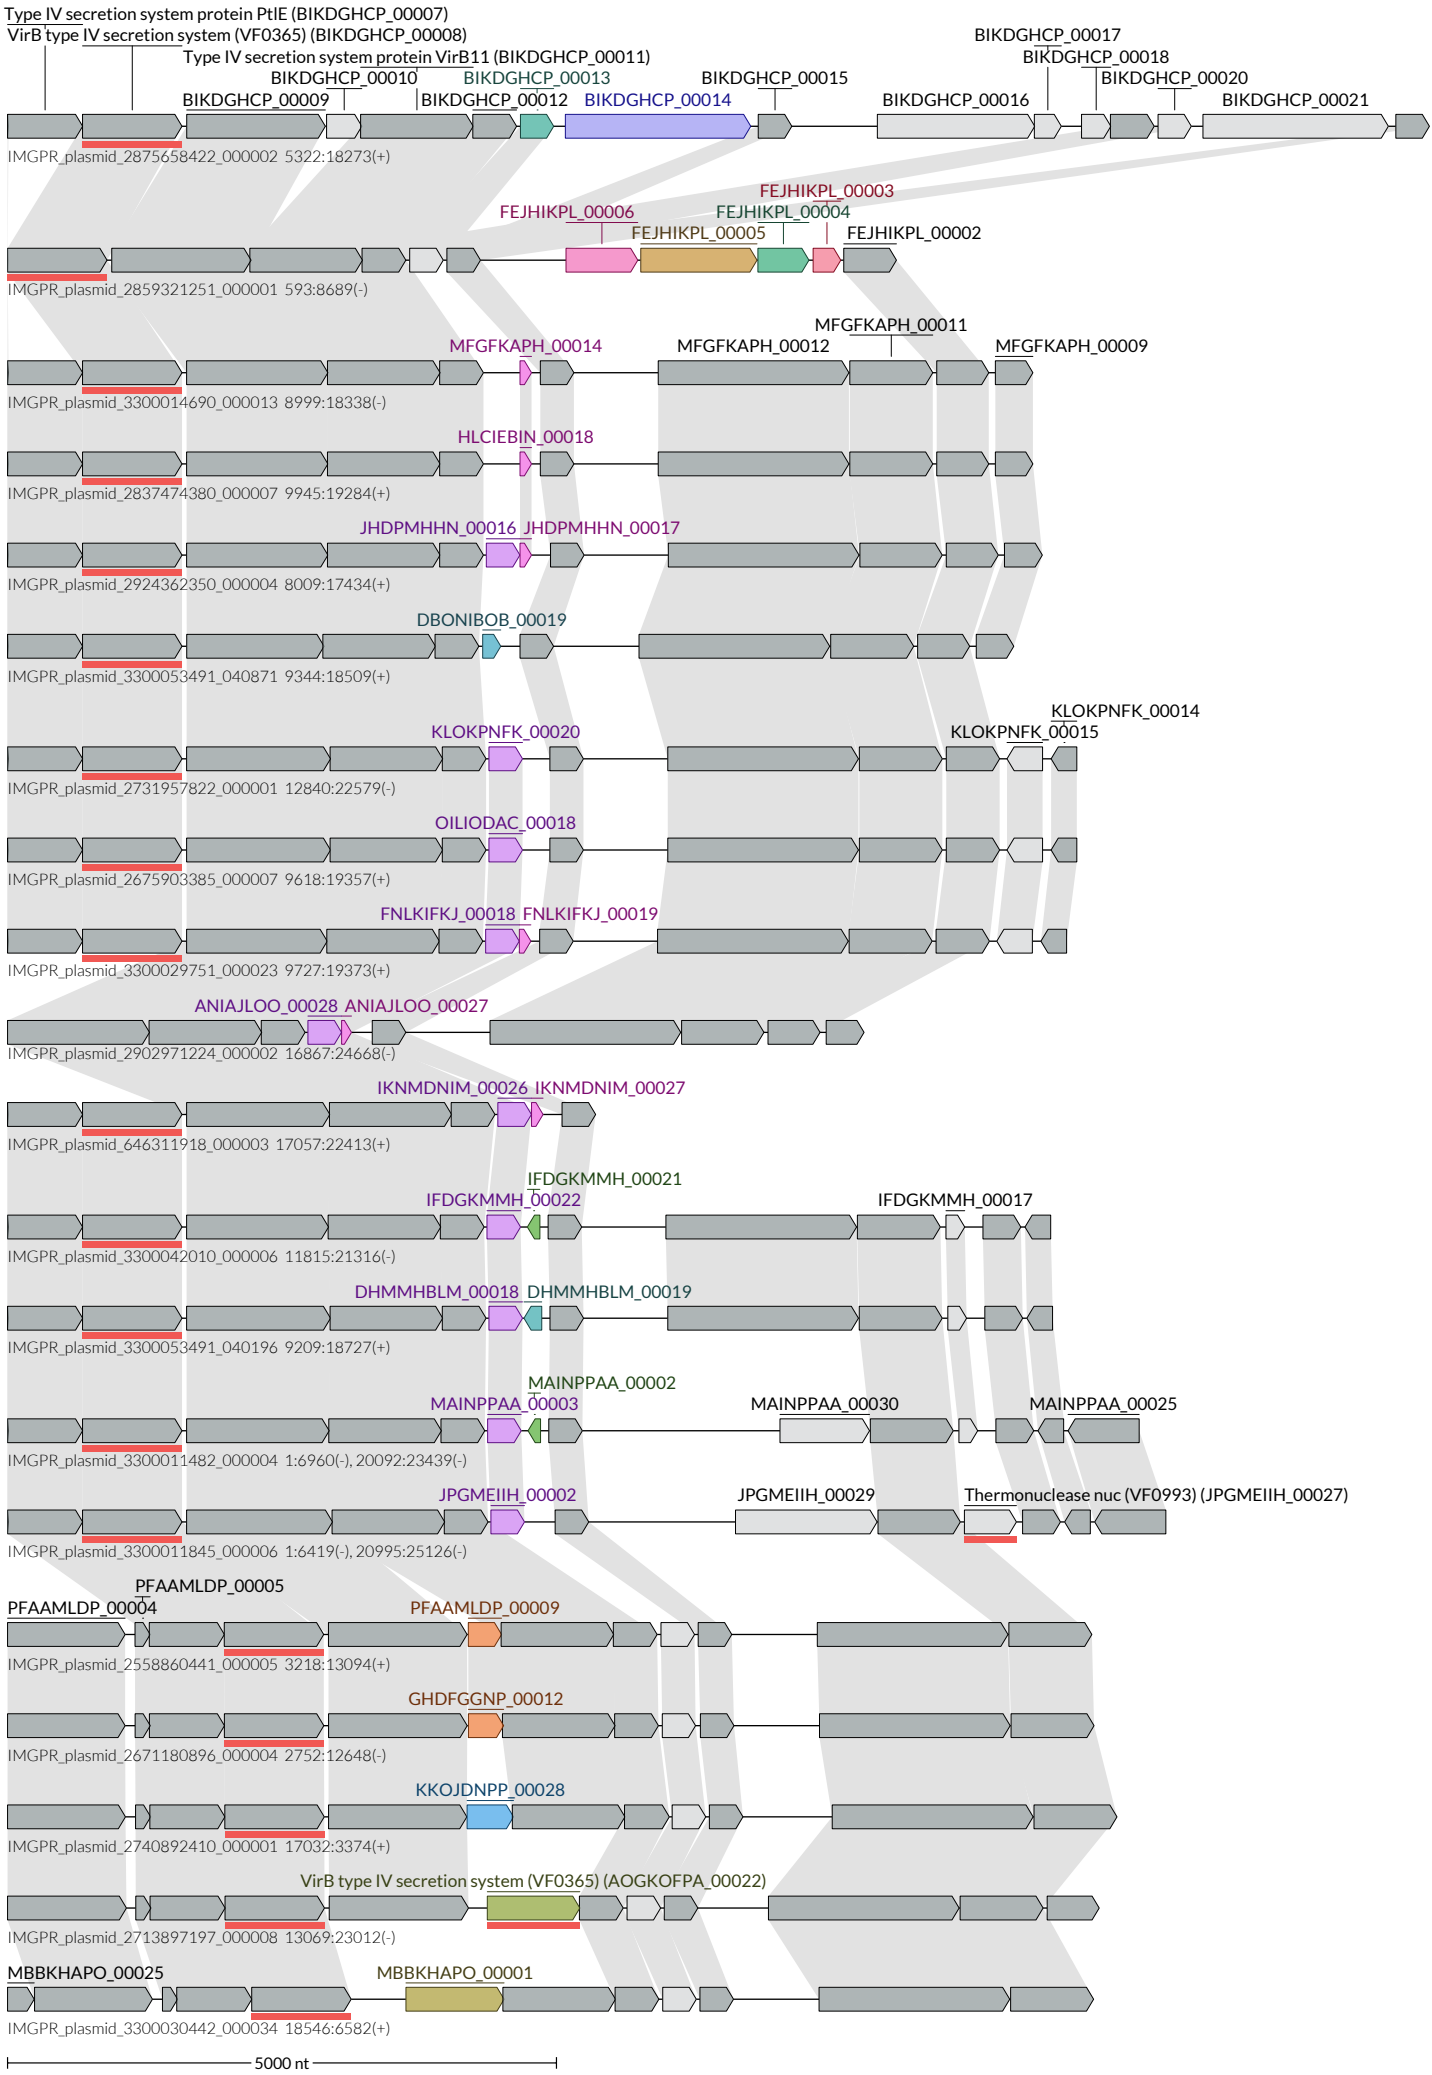 Type IV secretion system protein PtlE (BIKDGHCP_00007)
VirB type IV secretion system (VF0365) (BIKDGHCP_00008)
BIKDGHCP_00017
Type IV secretion system protein VirB11 (BIKDGHCP_00011)
BIKDGHCP_00018
BIKDGHCP_00010 BIKDGHCP_00013 BIKDGHCP_00015 BIKDGHCP_00020
BIKDGHCP_00009 BIKDGHCP_00012 BIKDGHCP_00014 BIKDGHCP_00016 BIKDGHCP_00021
IMGPR_plasmid_2875658422_000002 5322:18273(+)
FEJHIKPL_00003
FEJHIKPL_00006 FEJHIKPL_00004
FEJHIKPL_00005 FEJHIKPL_00002
IMGPR_plasmid_2859321251_000001 593:8689(-)
MFGFKAPH_00011
MFGFKAPH_00014 MFGFKAPH_00012 MFGFKAPH_00009
IMGPR_plasmid_3300014690_000013 8999:18338(-)
HLCIEBIN_00018
IMGPR_plasmid_2837474380_000007 9945:19284(+)
JHDPMHHN_00016 JHDPMHHN_00017
IMGPR_plasmid_2924362350_000004 8009:17434(+)
DBONIBOB_00019
IMGPR_plasmid_3300053491_040871 9344:18509(+)
KLOKPNFK_00014
KLOKPNFK_00020 KLOKPNFK_00015
IMGPR_plasmid_2731957822_000001 12840:22579(-)
OILIODAC_00018
IMGPR_plasmid_2675903385_000007 9618:19357(+)
FNLKIFKJ_00018 FNLKIFKJ_00019
IMGPR_plasmid_3300029751_000023 9727:19373(+)
ANIAJLOO_00028 ANIAJLOO_00027
IMGPR_plasmid_2902971224_000002 16867:24668(-)
IKNMDNIM_00026 IKNMDNIM_00027
IMGPR_plasmid_646311918_000003 17057:22413(+)
IFDGKMMH_00021
IFDGKMMH_00022 IFDGKMMH_00017
IMGPR_plasmid_3300042010_000006 11815:21316(-)
DHMMHBLM_00018 DHMMHBLM_00019
IMGPR_plasmid_3300053491_040196 9209:18727(+)
MAINPPAA_00002
MAINPPAA_00003 MAINPPAA_00030 MAINPPAA_00025
IMGPR_plasmid_3300011482_000004 1:6960(-), 20092:23439(-)
JPGMEIIH_00002 JPGMEIIH_00029 Thermonuclease nuc (VF0993) (JPGMEIIH_00027)
IMGPR_plasmid_3300011845_000006 1:6419(-), 20995:25126(-)
PFAAMLDP_00005
PFAAMLDP_00004 PFAAMLDP_00009
IMGPR_plasmid_2558860441_000005 3218:13094(+)
GHDFGGNP_00012
IMGPR_plasmid_2671180896_000004 2752:12648(-)
KKOJDNPP_00028
IMGPR_plasmid_2740892410_000001 17032:3374(+)
VirB type IV secretion system (VF0365) (AOGKOFPA_00022)
IMGPR_plasmid_2713897197_000008 13069:23012(-)
MBBKHAPO_00025 MBBKHAPO_00001
IMGPR_plasmid_3300030442_000034 18546:6582(+)
5000 nt